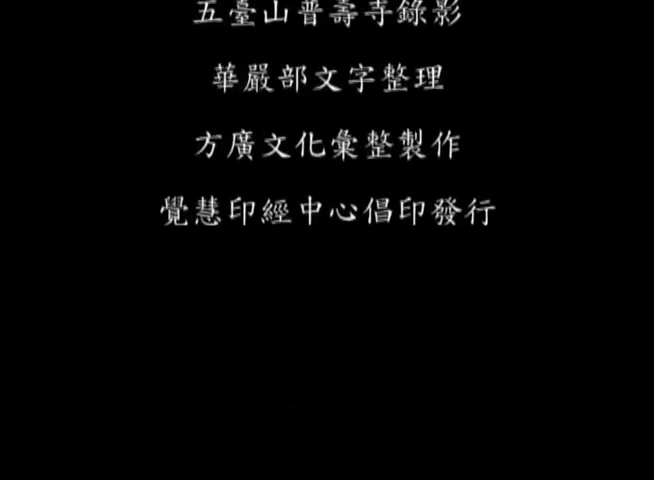 五臺山普壽寺錄影
華嚴部文字整理
方廣文化彙整製作
覺慧印經中心倡印發行